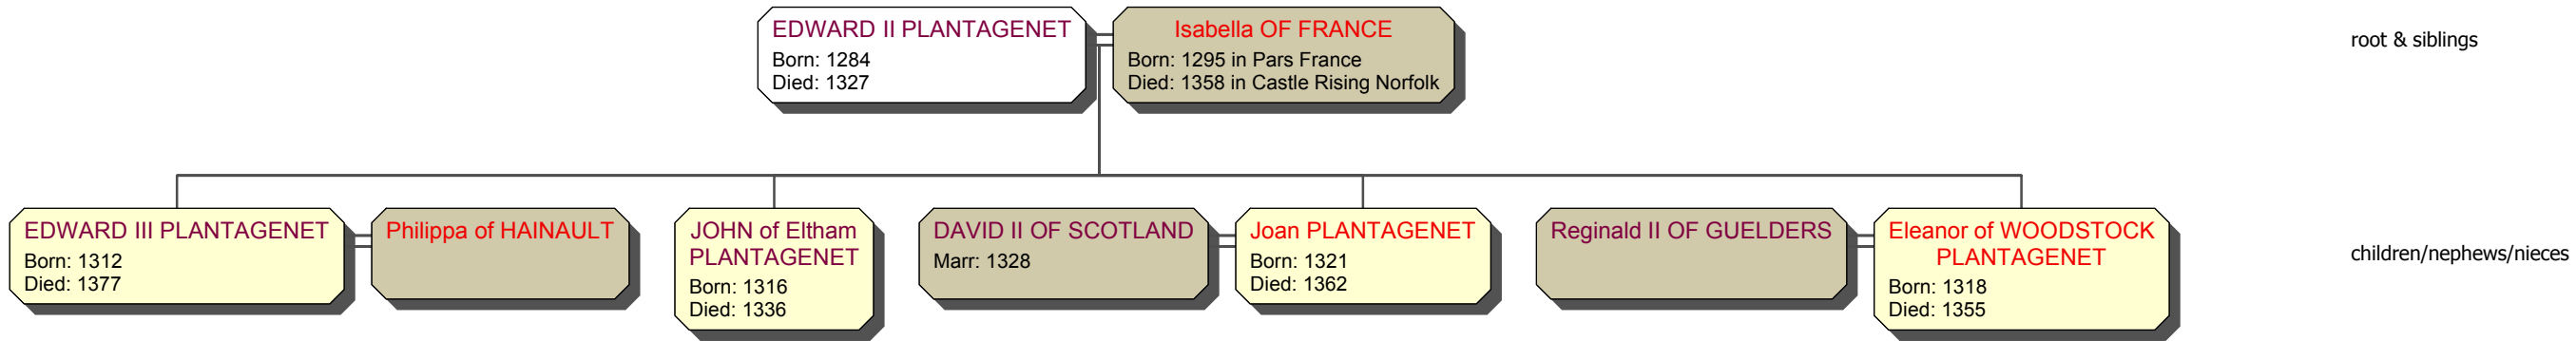 EDWARD II PLANTAGENET
Born: 1284
Died: 1327
Isabella OF FRANCE
Born: 1295 in Pars France
Died: 1358 in Castle Rising Norfolk
root & siblings
EDWARD III PLANTAGENET
Born: 1312
Died: 1377
Philippa of HAINAULT
JOHN of Eltham
PLANTAGENET
Born: 1316
Died: 1336
DAVID II OF SCOTLAND
Marr: 1328
Joan PLANTAGENET
Born: 1321
Died: 1362
Reginald II OF GUELDERS
Eleanor of WOODSTOCK
PLANTAGENET
Born: 1318
Died: 1355
children/nephews/nieces